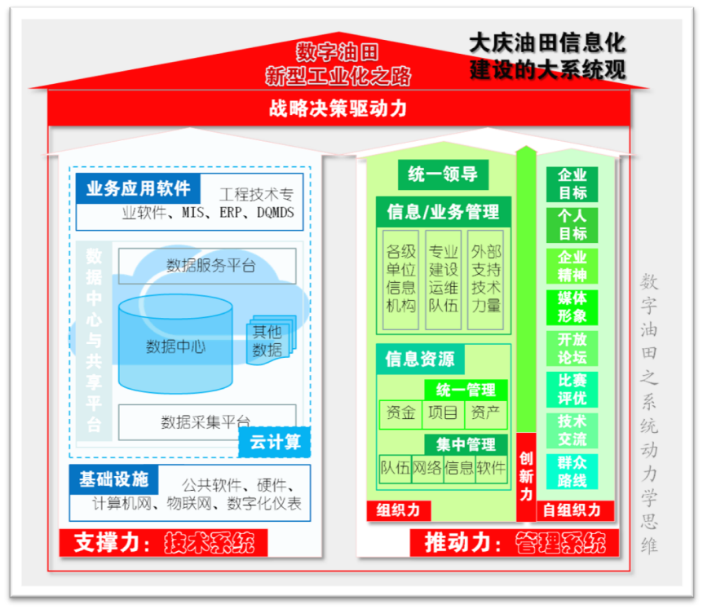 大庆油田信息化
建设的大系统观
数字油田
新型工业化之路
战略决策驱动力
业务应用软件
工程技术专
业软件、MIS、ERP、DQMDS
数据中心与共享平台
数据服务平台
数据中心
其他
数据
数据采集平台
云计算
基础设施
公共软件、硬件、
计算机网、物联网、数字化仪表
支撑力：技术系统
统一领导
信息/业务管理
各级
单位
信息
机构
专业
建设
运维
队伍
外部
支持
技术
力量
信息资源
统一管理
资金 项目 资产
集中管理
队伍 网络 信息 软件
组织力
创新力
企业
目标
个人
目标
企业
精神
媒体
形象
开放
论坛
比赛
评优
技术
交流
群众
路线
自组织力
推动力：管理系统
数字油田之系统动力学思维